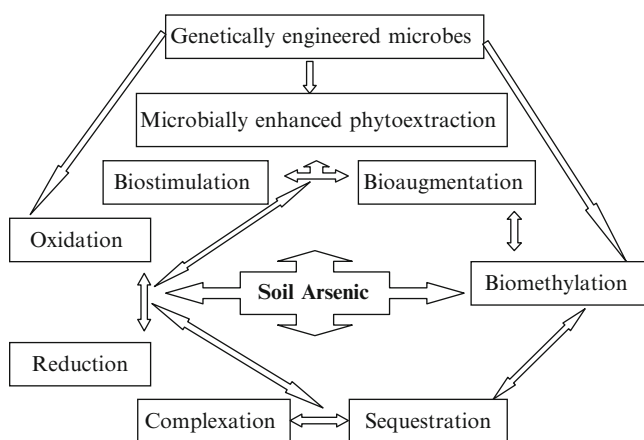 Genetically engineered microbes
Microbially enhanced phytoextraction
Biostimulation
Bioaugmentation
Oxidation
Soil Arsenic
Biomethylation
Reduction
Complexation
Sequestration